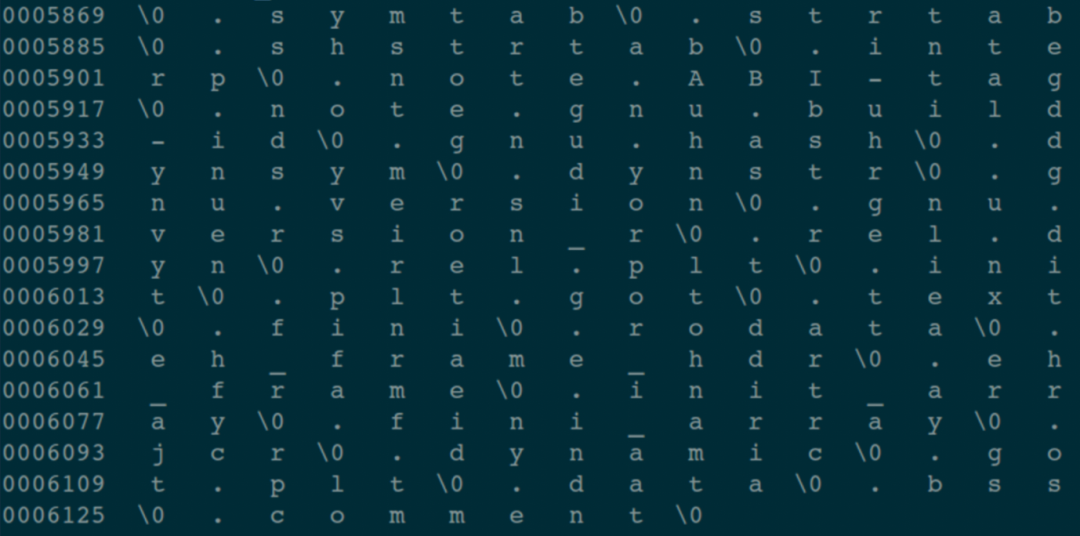 0005869 \0 . s y m t a b \0 . s t r t a b
0005885 \0 . s h s t r t a b \0 . i n t e
0005901 r p \0 . n o t e . A B I - t a g
0005917 \0 . n o t e . g n u . b u i l d
0005933 - i d \0 . g n u . h a s h \0 . d
0005949 y n s y m \0 . d y n s t r \0 . g
0005965 n u . v e r s i o n \0 . g n u .
0005981 v e r s i o n _ r \0 . r e l . d
0005997 y n \0 . r e l . p l t \0 . i n i
0006013 t \0 . p l t . g o t \0 . t e x t
0006029 \0 . f i n i \0 . r o d a t a \0 .
0006045 e h _ f r a m e _ h d r \0 . e h
0006061 _ f r a m e \0 . i n i t _ a r r
0006077 a y \0 . f i n i _ a r r a y \0 .
0006093 j c r \0 . d y n a m i c \0 . g o
0006109 t . p l t \0 . d a t a \0 . b s s
0006125 \0 . c o m m e n t \0